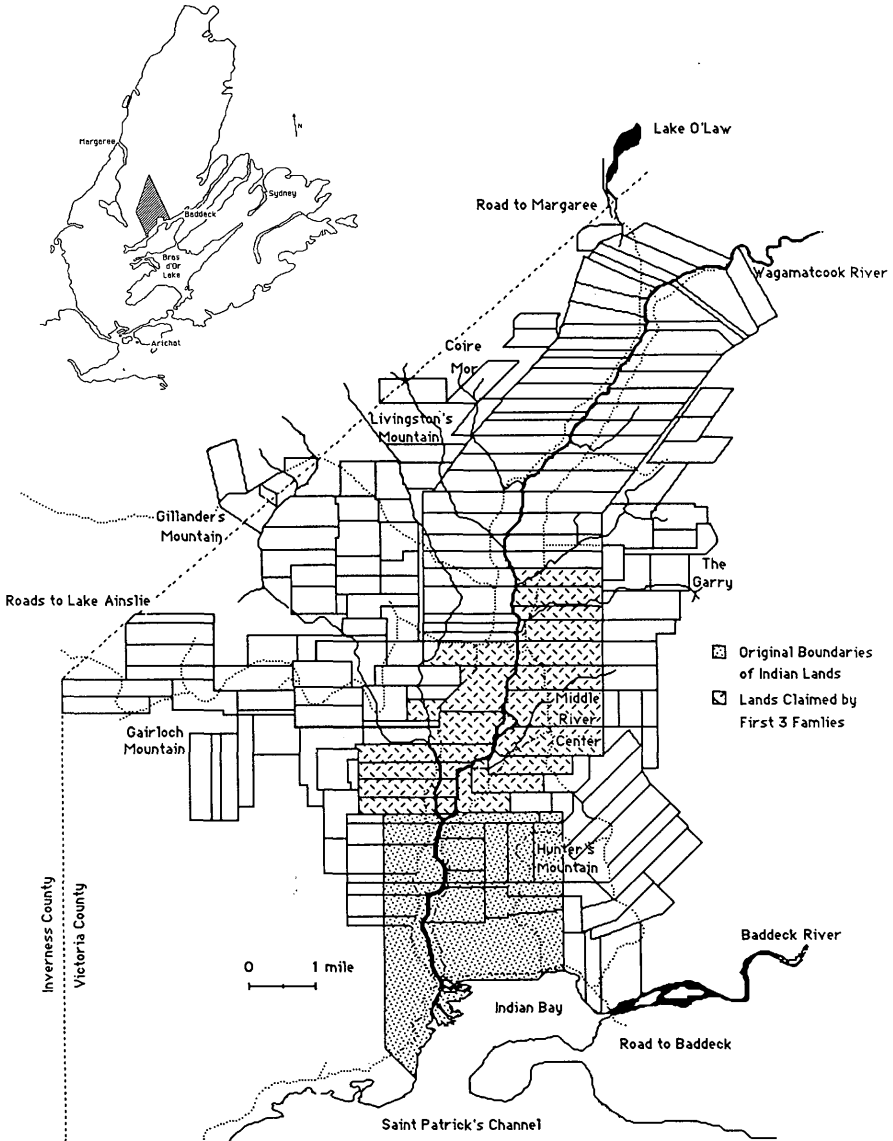 N
Margaree
Sydney
Baddeck
Bras
d'Or
Lake
Arichat
Lake O'Law
Road to Margaree
Wagamatcook River
Coire
Mor
Livingston's
Mountain
Gillander's
Mountain
The
Garry
Roads to Lake Ainslie
Original Boundaries
of Indian Lands
Lands Claimed by
First 3 Famlies
Middle
River
Center
Gairloch
Mountain
Hunter's
Mountain
Inverness County
Victoria County
0 1 mile
Baddeck River
Indian Bay
Road to Baddeck
Saint Patrick's Channel